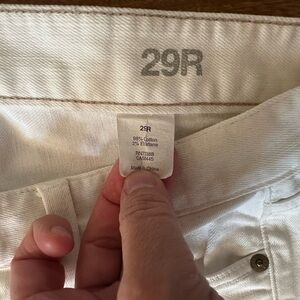 29R
29R
98% Cotton
2% Elastane
Made in China